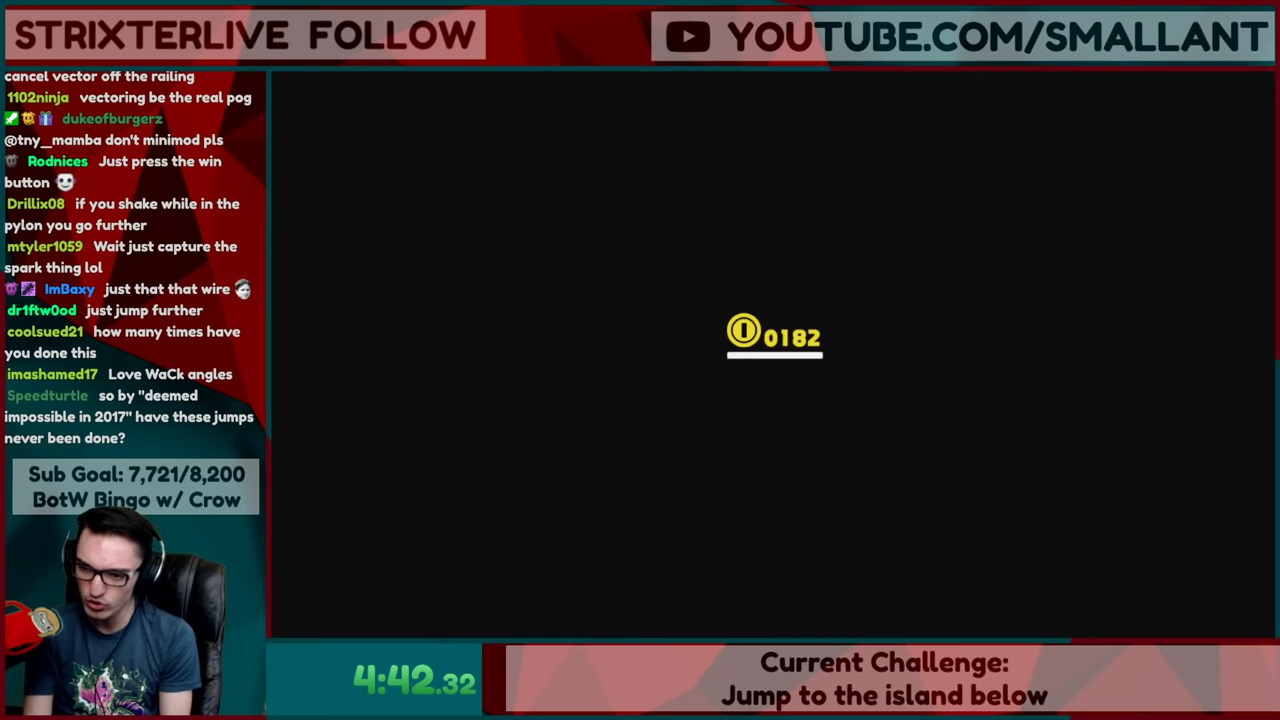 STRIXTERLIVE FOLLOW
YOUTUBE.COM/SMALLANT
cancel vector off the railing
1102ninja vectoring be the real pog
dukeofburgerz
@tny__mamba don't minimod pls
Rodnices Just press the win
button
Drillix08 if you shake while in the
pylon you go further
mtyler1059 Wait just capture the
spark thing lol
ImBaxy just that that wire
dr1ftw0od just jump further
coolsued21 how many times have
you done this
imashamed17 Love WaCk angles
Speedturtle so by "deemed
impossible in 2017" have these jumps
never been done?
Sub Goal: 7,721/8,200
BotW Bingo w/ Crow
0182
4:42.32
Current Challenge:
Jump to the island below